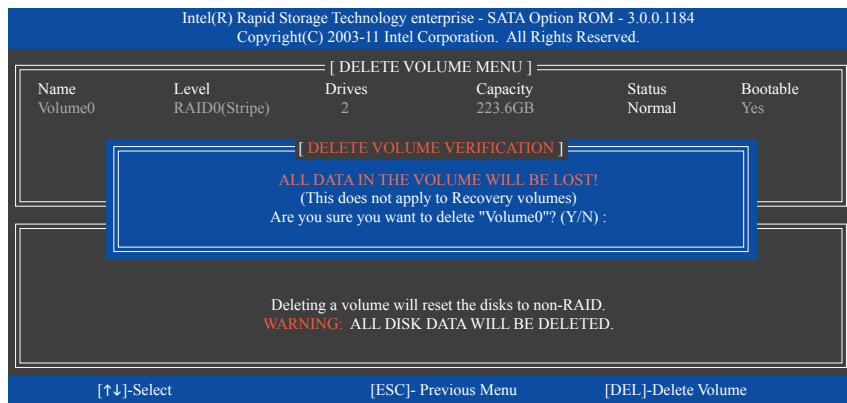 Intel(R) Rapid Storage Technology enterprise - SATA Option ROM - 3.0.0.1184
Copyright(C) 2003-11 Intel Corporation. All Rights Reserved.
[ DELETE VOLUME MENU ]
Name Level Drives Capacity Status Bootable
Volume0 RAID0(Stripe) 2 223.6GB Normal Yes
[ DELETE VOLUME VERIFICATION ]
ALL DATA IN THE VOLUME WILL BE LOST!
(This does not apply to Recovery volumes)
Are you sure you want to delete "Volume0"? (Y/N) :
Deleting a volume will reset the disks to non-RAID.
WARNING: ALL DISK DATA WILL BE DELETED.
[↑↓]-Select [ESC]- Previous Menu [DEL]-Delete Volume